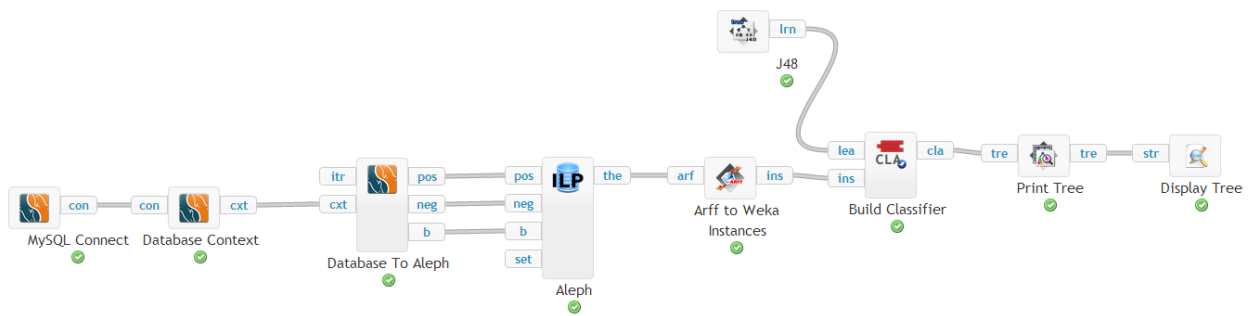 lrn
J48
lea
CLA
cla
ins
tre
tre
str
Print Tree
Display Tree
Build Classifier
itr
pos
pos
ILP
the
arf
ARFF
ins
cxt
neg
neg
b
b
set
con
con
cxt
MySQL Connect
Database Context
Database To Aleph
Aleph
Arff to Weka
Instances